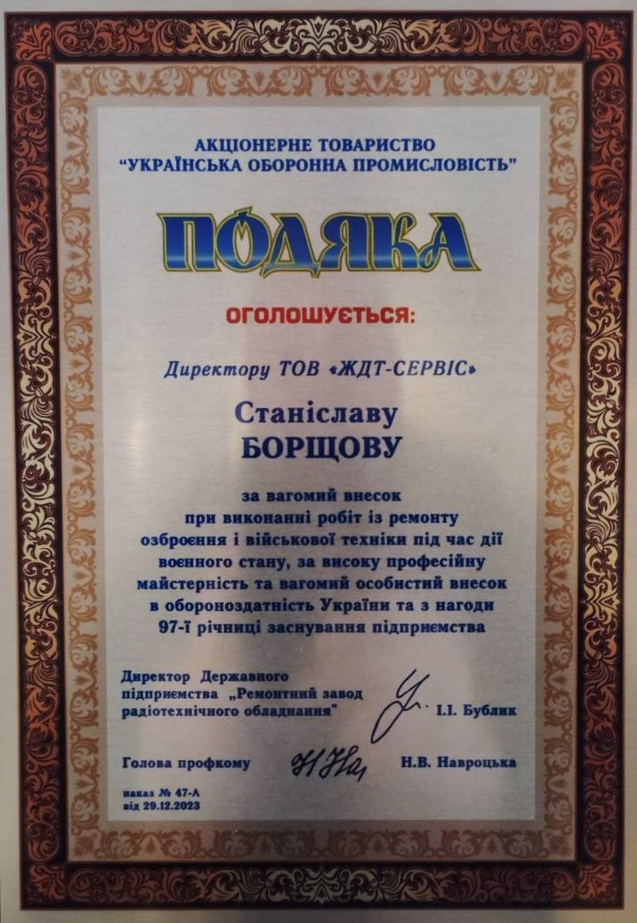 АКЦІОНЕРНЕ ТОВАРИСТВО
“УКРАЇНСЬКА ОБОРОННА ПРОМИСЛОВІСТЬ”
ПОДЯКА
ОГОЛОШУЄТЬСЯ:
Директору ТОВ «ЖДТ-СЕРВІС»
Станіславу
БОРЩОВУ
за вагомий внесок
при виконанні робіт із ремонту
озброєння і військової техніки під час дії
воєнного стану, за високу професійну
майстерність та вагомий особистий внесок
в обороноздатність України та з нагоди
97-ї річниці заснування підприємства
Директор Державного
підприємства „Ремонтний завод
радіотехнічного обладнання”
І.І. Бублик
Голова профкому
Н.В. Навроцька
наказ № 47-А
від 29.12.2023